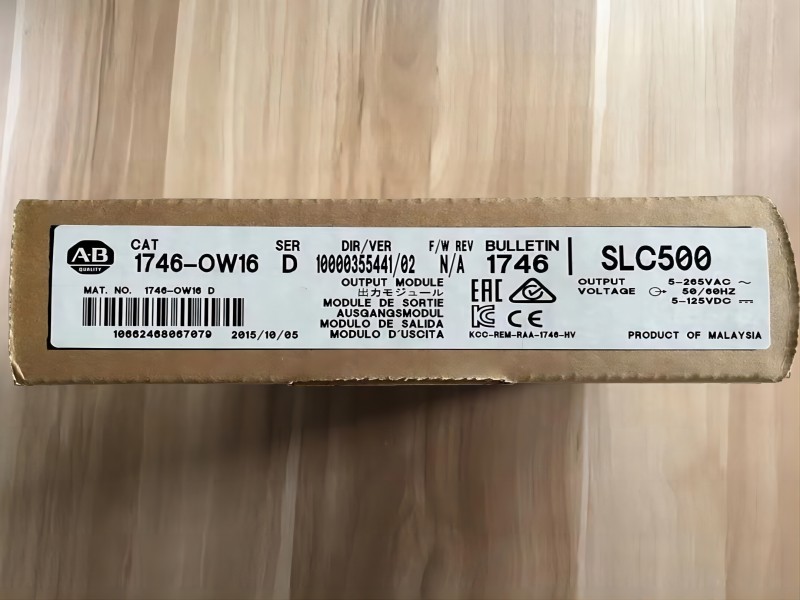 A-B
QUALITY
CAT
1746-OW16
SER
D
DIR/VER
10000355441/02
F/W REV
N/A
BULLETIN
1746
SLC500
MAT. NO. 1746-OW16 D
10662468067079
2015/10/05
OUTPUT MODULE
出力モジュール
MODULE DE SORTIE
AUSGANGSMODUL
MODULO DE SALIDA
MODULO D'USCITA
EAC
CE
KCC-REM-RAA-1746-HV
OUTPUT
VOLTAGE
5-265VAC ~
50/60HZ
5-125VDC ⎓
PRODUCT OF MALAYSIA